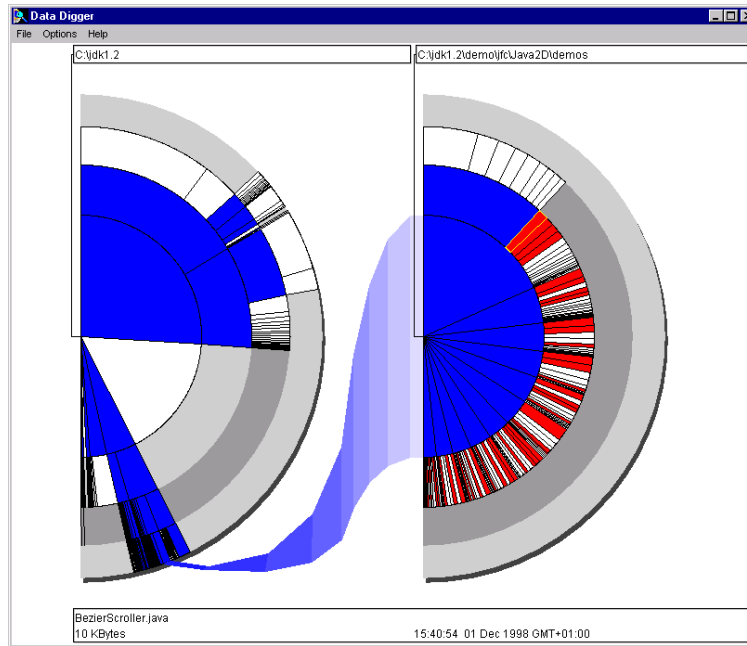 Data Digger
File Options Help
C:\jdk1.2
C:\jdk1.2\demo\jfc\Java2D\demos
BezierScroller.java
10 KBytes 15:40:54 01 Dec 1998 GMT+01:00